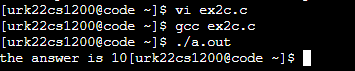 [urk22cs1200@code ~]$ vi ex2c.c
[urk22cs1200@code ~]$ gcc ex2c.c
[urk22cs1200@code ~]$ ./a.out
the answer is 10[urk22cs1200@code ~]$